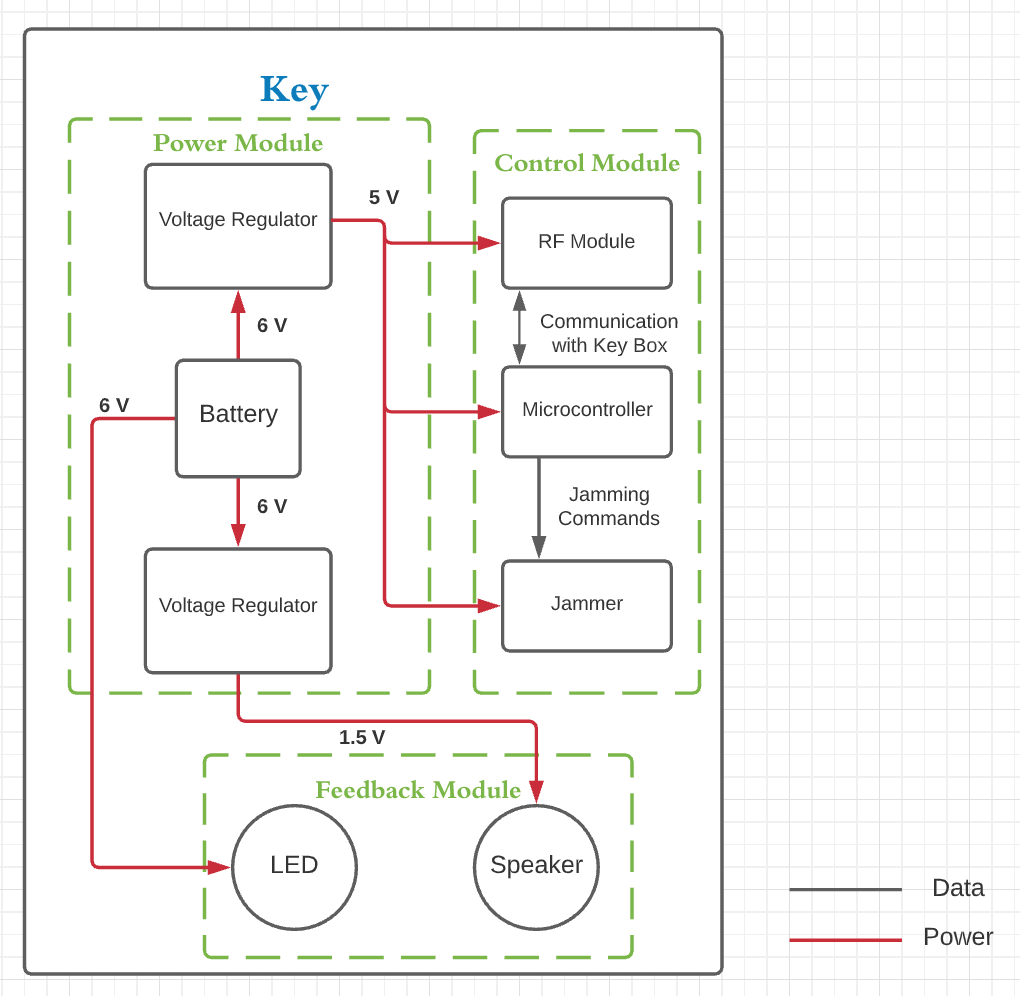 Key
Power Module
Voltage Regulator
5 V
6 V
Battery
6 V
6 V
Voltage Regulator
1.5 V
Control Module
RF Module
Communication
with Key Box
Microcontroller
Jamming
Commands
Jammer
Feedback Module
LED
Speaker
Data
Power